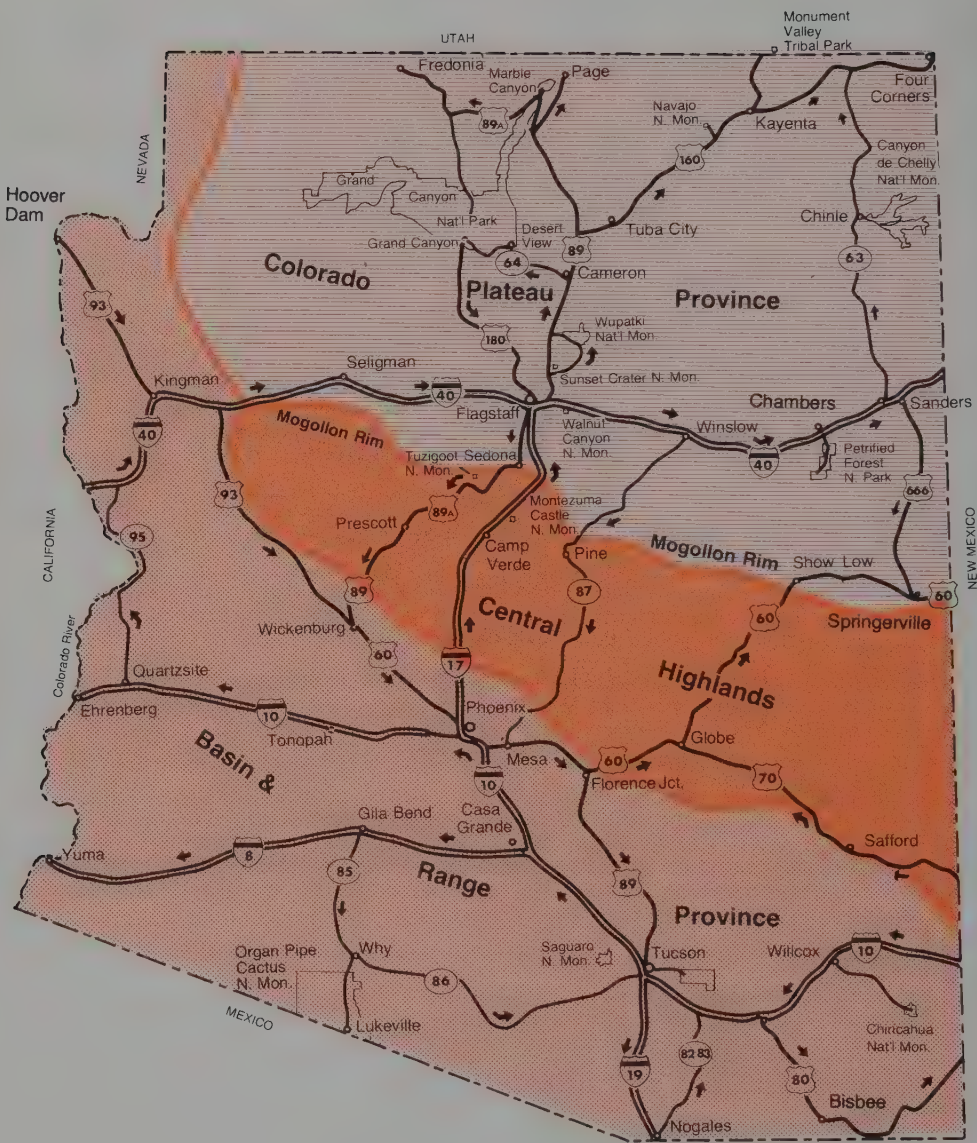 UTAH
Monument
Valley
Tribal Park
Fredonia
Marble
Canyon
Page
Four
Corners
NEVADA
89A
Navajo
N. Mon.
Kayenta
160
Canyon
de Chelly
Nat'l Mon.
Hoover
Dam
Grand
Canyon
Nat'l Park
Chinle
Tuba City
Desert
View
Grand Canyon
64
89
63
Cameron
Colorado
Plateau
Province
93
180
Wupatki
Nat'l Mon.
Seligman
Kingman
Sunset Crater N. Mon.
40
Chambers
Sanders
Flagstaff
Mogollon Rim
Walnut
Canyon
N. Mon.
Winslow
40
40
Petrified
Forest
N. Park
Tuzigoot
N. Mon.
Sedona
93
666
89A
Montezuma
Castle
N. Mon.
Prescott
CALIFORNIA
95
Camp
Verde
Pine
Mogollon Rim
Show Low
NEW MEXICO
89
87
60
Central
60
Springerville
Wickenburg
60
17
Colorado River
Quartzsite
Highlands
Ehrenberg
10
Phoenix
Tonopah
Mesa
Globe
Basin &
60
Florence Jct.
70
10
Gila Bend
Casa
Grande
Safford
Yuma
8
85
Range
89
Province
Organ Pipe
Cactus
N. Mon.
Why
Saguaro
N. Mon.
Tucson
Willcox
10
86
MEXICO
Lukeville
Chiricahua
Nat'l Mon.
19
82 83
80
Bisbee
Nogales